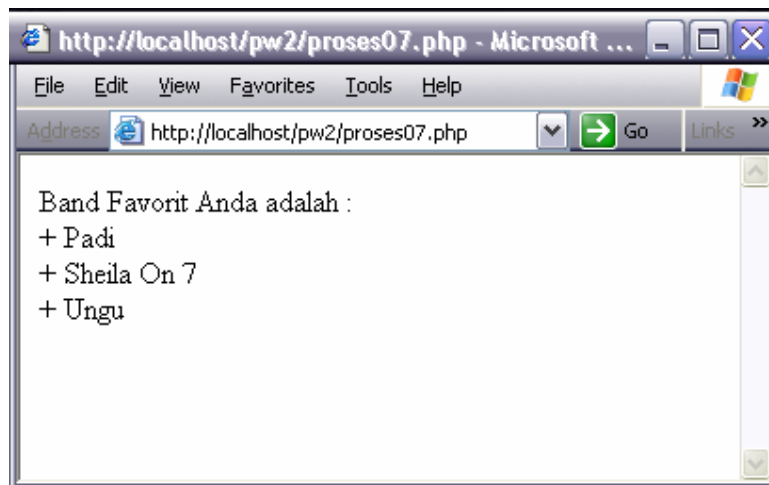 http://localhost/pw2/proses07.php - Microsoft ...
File Edit View Favorites Tools Help
Address http://localhost/pw2/proses07.php Go Links »
Band Favorit Anda adalah :
+ Padi
+ Sheila On 7
+ Ungu